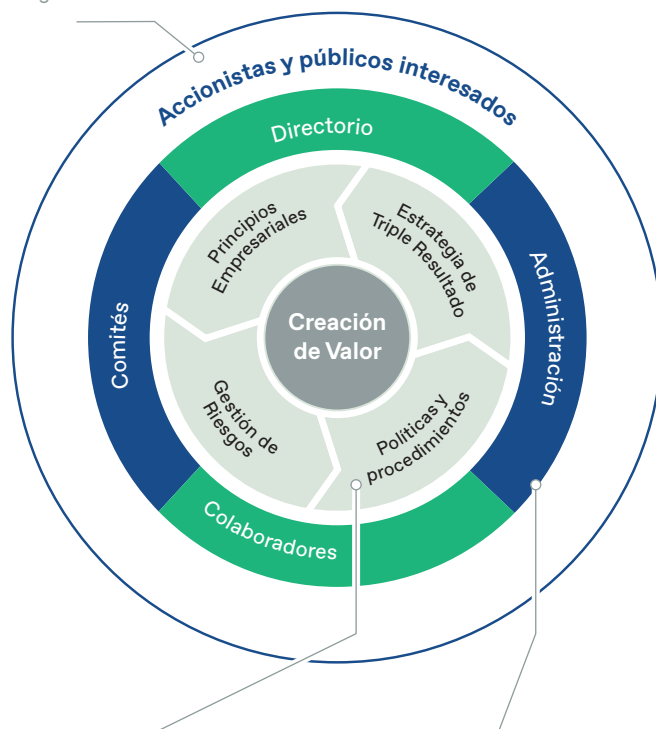 Accionistas y públicos interesados
Directorio
Principios
Empresariales
Estrategia de
Triple Resultado
Administración
Comités
Creación
de Valor
Gestión de
Riesgos
Políticas y
procedimientos
Colaboradores